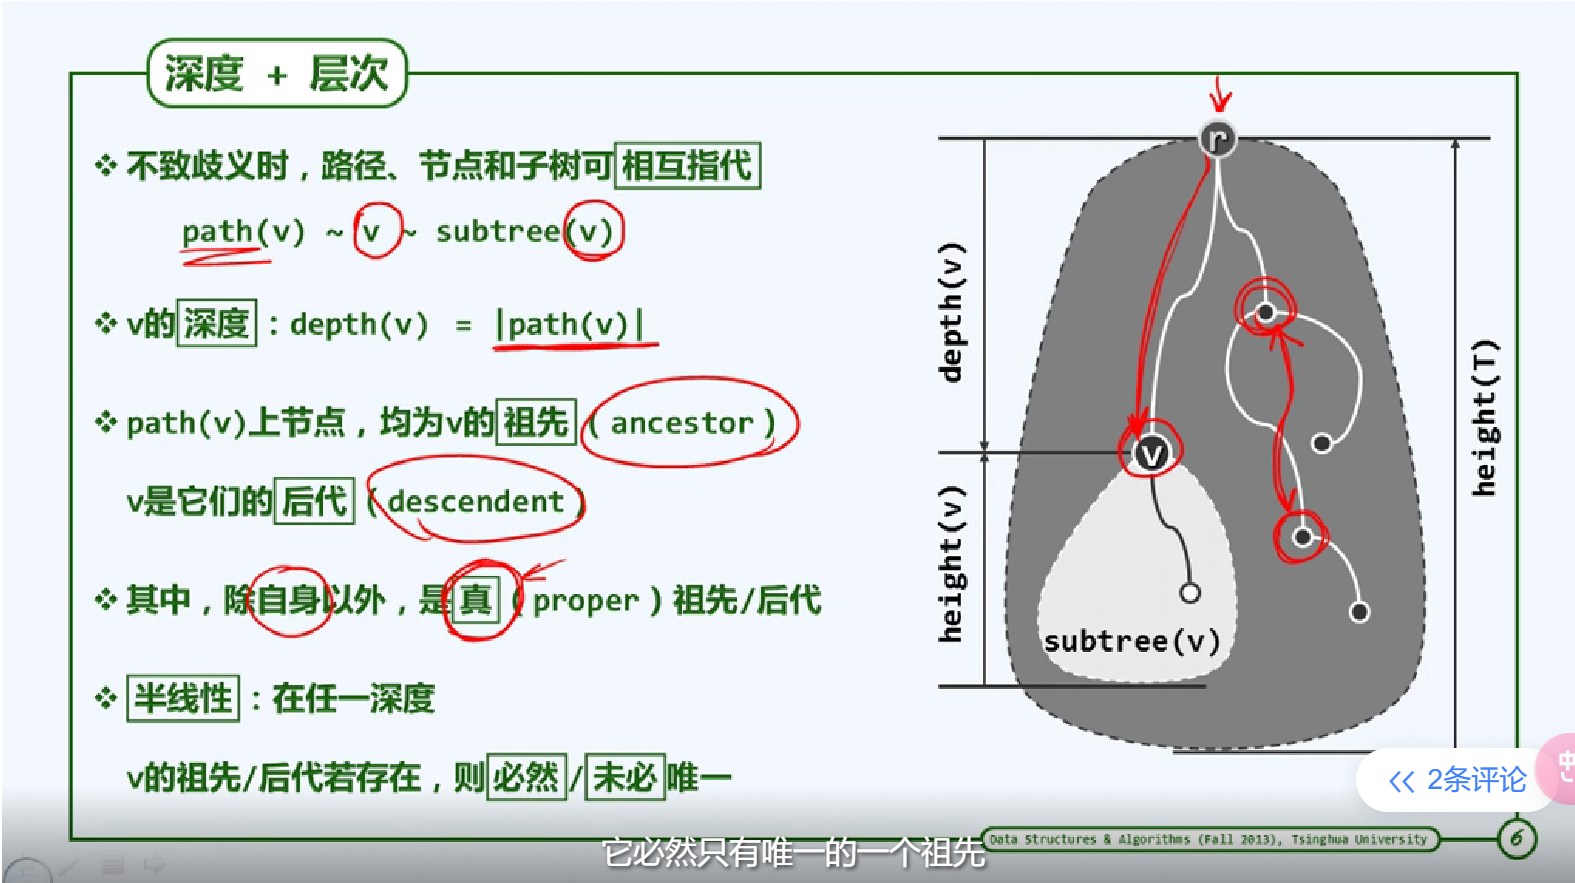 深度 + 层次
❖ 不致歧义时，路径、节点和子树可相互指代
path(v) ~ v ~ subtree(v)
❖ v的深度：depth(v) = |path(v)|
❖ path(v)上节点，均为v的祖先（ancestor）
v是它们的后代（descendent）
❖ 其中，除自身以外，是真（proper）祖先/后代
❖ 半线性：在任一深度
v的祖先/后代若存在，则必然/未必唯一
r
depth(v)
height(T)
v
height(v)
subtree(v)
2条评论
中
Data Structures & Algorithms (Fall 2013), Tsinghua University
6
它必然只有唯一的一个祖先